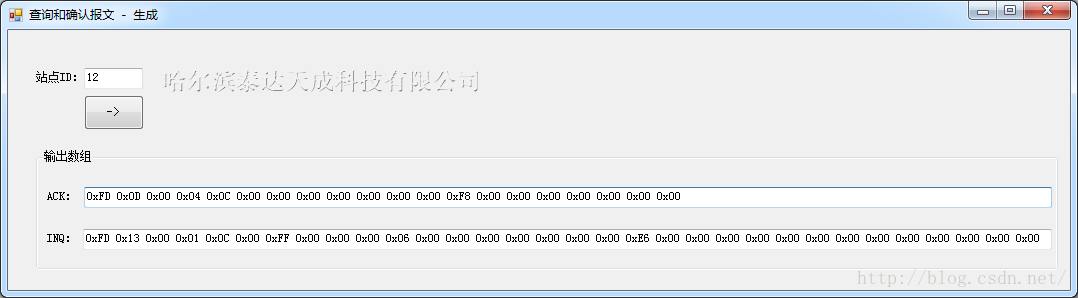 查询和确认报文 - 生成
站点ID: 12 哈尔滨泰达天成科技有限公司
->
输出数组
ACK: 0xFD 0x0D 0x00 0x04 0x0C 0x00 0x00 0x00 0x00 0x00 0x00 0x00 0xF8 0x00 0x00 0x00 0x00 0x00 0x00 0x00
INQ: 0xFD 0x13 0x00 0x01 0x0C 0x00 0xFF 0x00 0x00 0x00 0x06 0x00 0x00 0x00 0x00 0x00 0x00 0x00 0xE6 0x00 0x00 0x00 0x00 0x00 0x00 0x00 0x00 0x00 0x00 0x00 0x00 0x00
http://blog.csdn.net/